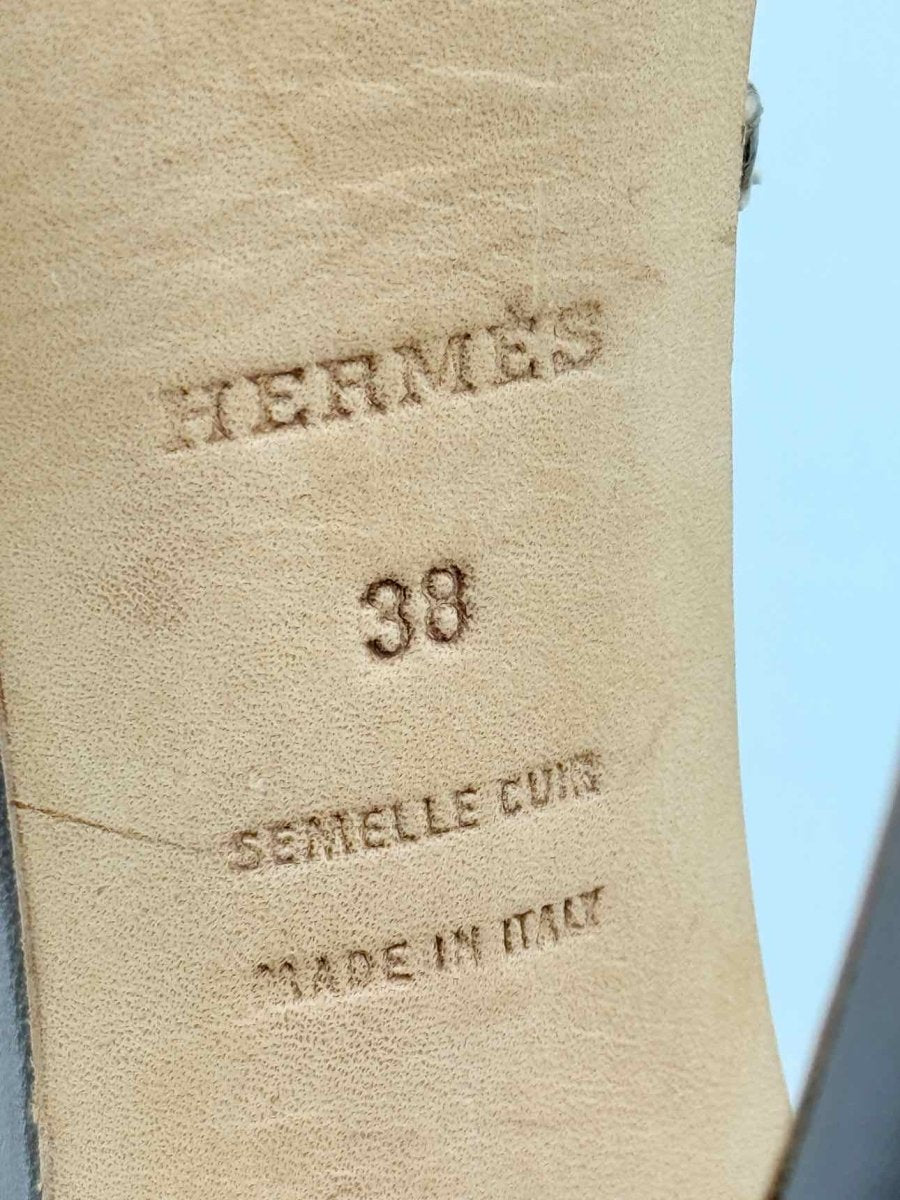 HERMÈS
38
SEMELLE CUIR
MADE IN ITALY